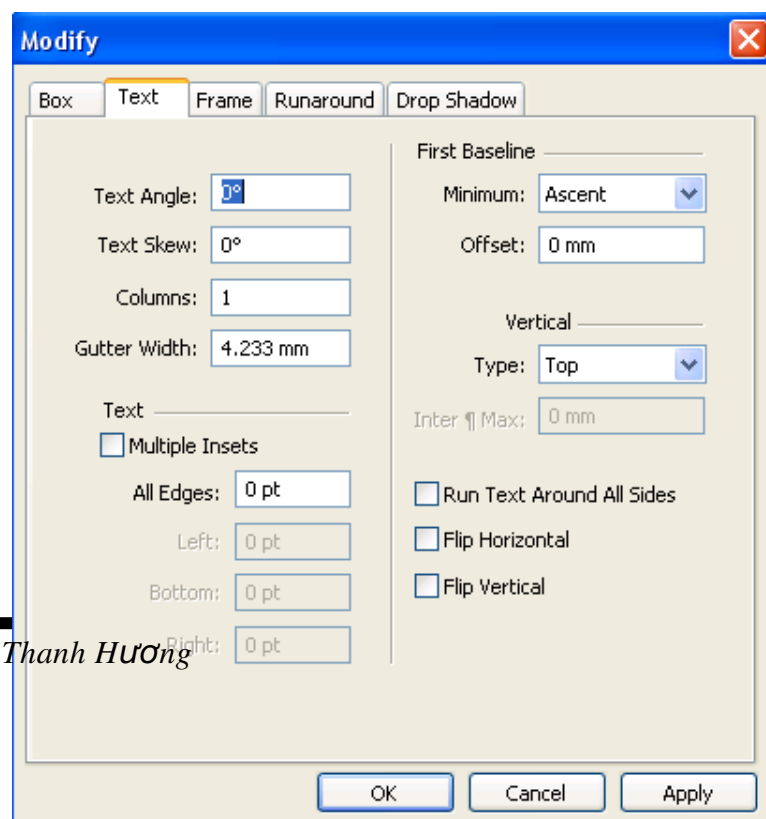 Modify
Box Text Frame Runaround Drop Shadow
Text Angle: 0°
Text Skew: 0°
Columns: 1
Gutter Width: 4.233 mm
Text
Multiple Insets
All Edges: 0 pt
Left: 0 pt
Bottom: 0 pt
Right: 0 pt
Thanh Hương
First Baseline
Minimum: Ascent
Offset: 0 mm
Vertical
Type: Top
Inter ¶ Max: 0 mm
Run Text Around All Sides
Flip Horizontal
Flip Vertical
OK Cancel Apply